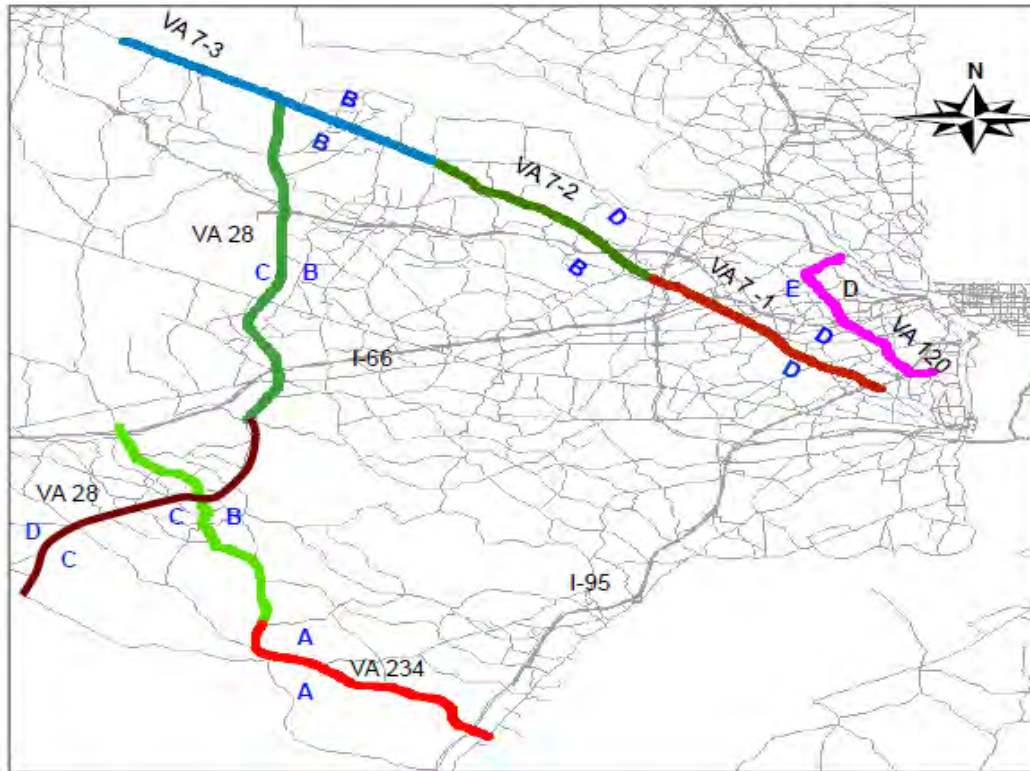 VA 7-3
N
B
B
VA 7-2
D
VA 28
B
C B
VA 7 -1
E D
D
VA 120
I-66
D
VA 28
C B
D
C
I-95
A
VA 234
A